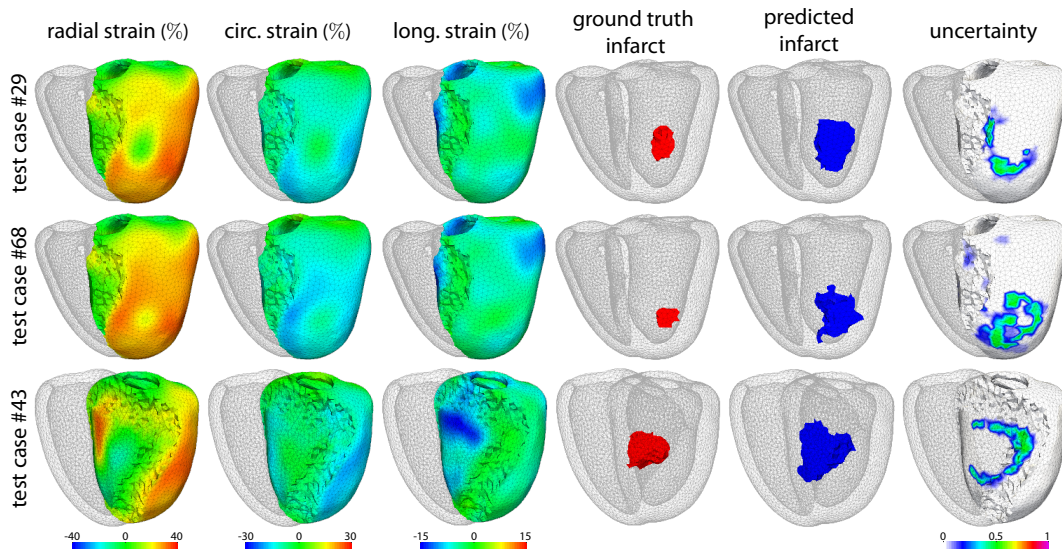 radial strain (%) circ. strain (%) long. strain (%) ground truth infarct predicted infarct uncertainty
test case #29
test case #68
test case #43
-40 0 40 -30 0 30 -15 0 15 0 0.5 1